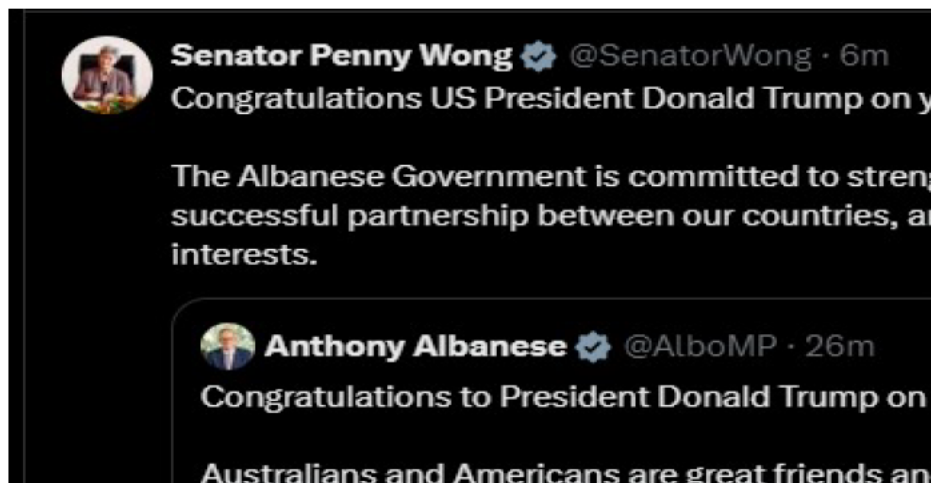 Senator Penny Wong @SenatorWong · 6m
Congratulations US President Donald Trump on
The Albanese Government is committed to
successful partnership between our countries,
interests.
Anthony Albanese @AlboMP · 26m
Congratulations to President Donald Trump on
Australians and Americans are great friends